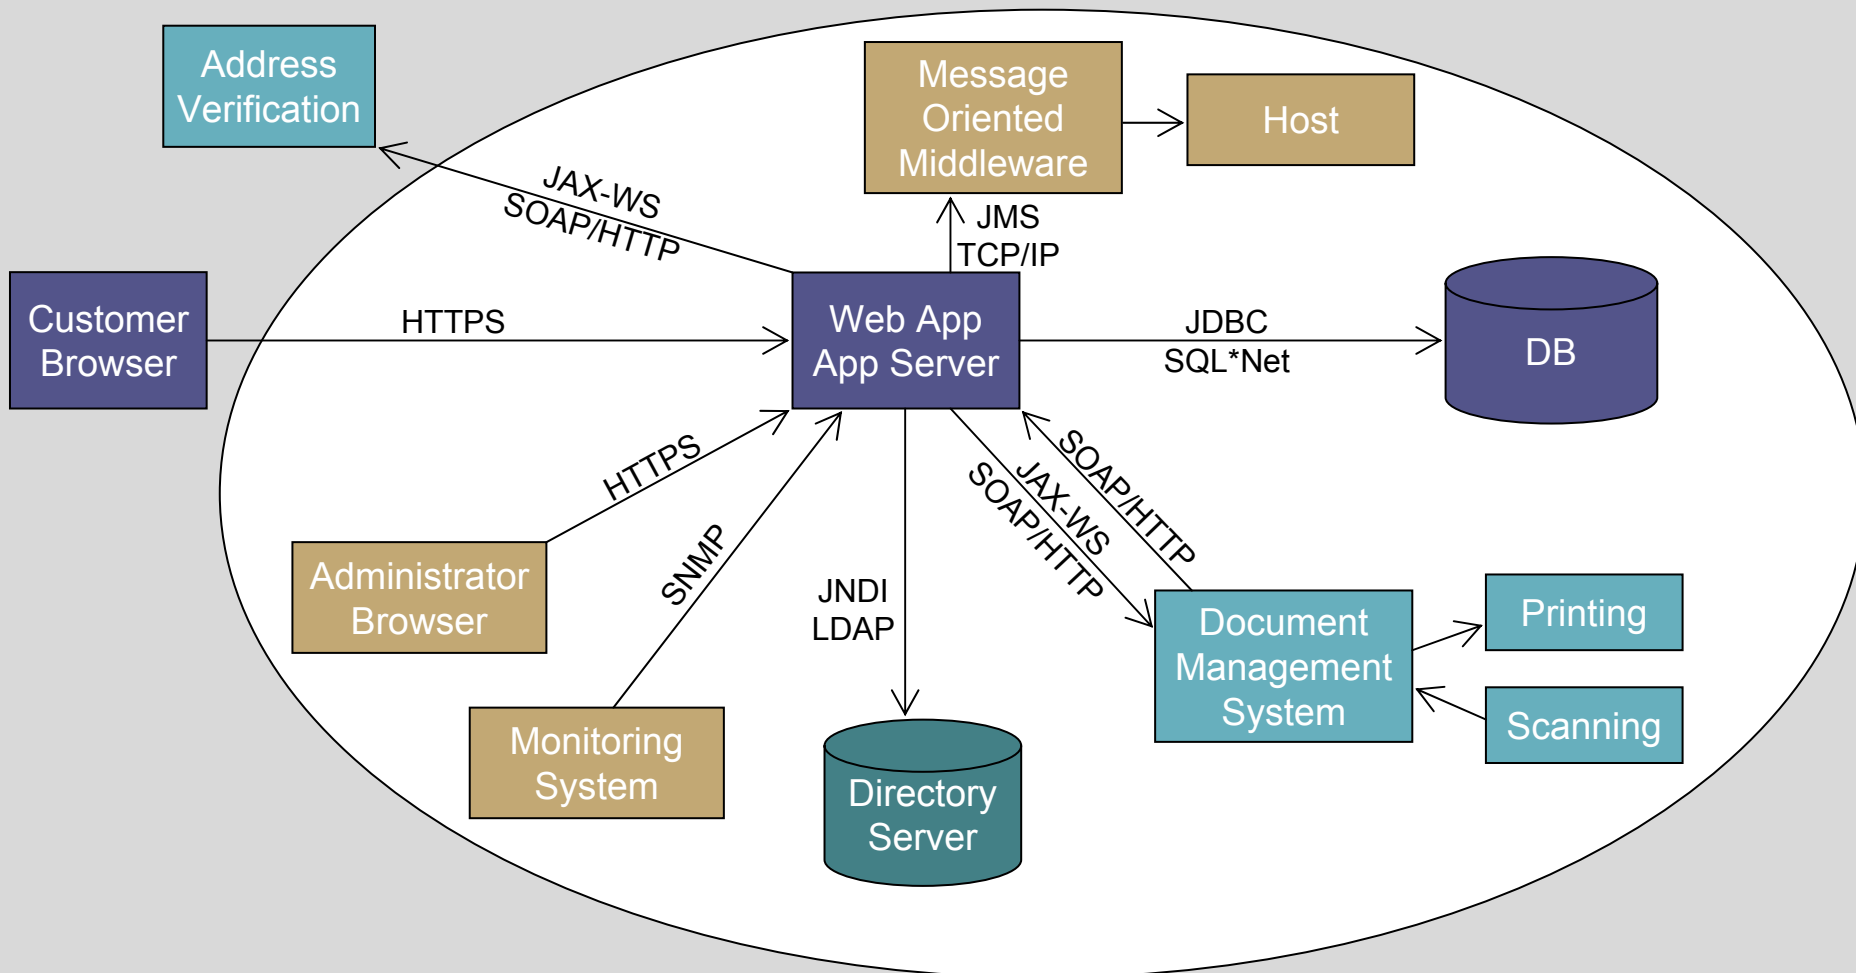 Address
Verification
Message
Oriented
Middleware
Host
JAX-WS
SOAP/HTTP
JMS
TCP/IP
Customer
Browser
HTTPS
Web App
App Server
JDBC
SQL*Net
DB
HTTPS
SNMP
SOAP/HTTP
JAX-WS
SOAP/HTTP
Administrator
Browser
JNDI
LDAP
Document
Management
System
Printing
Scanning
Monitoring
System
Directory
Server